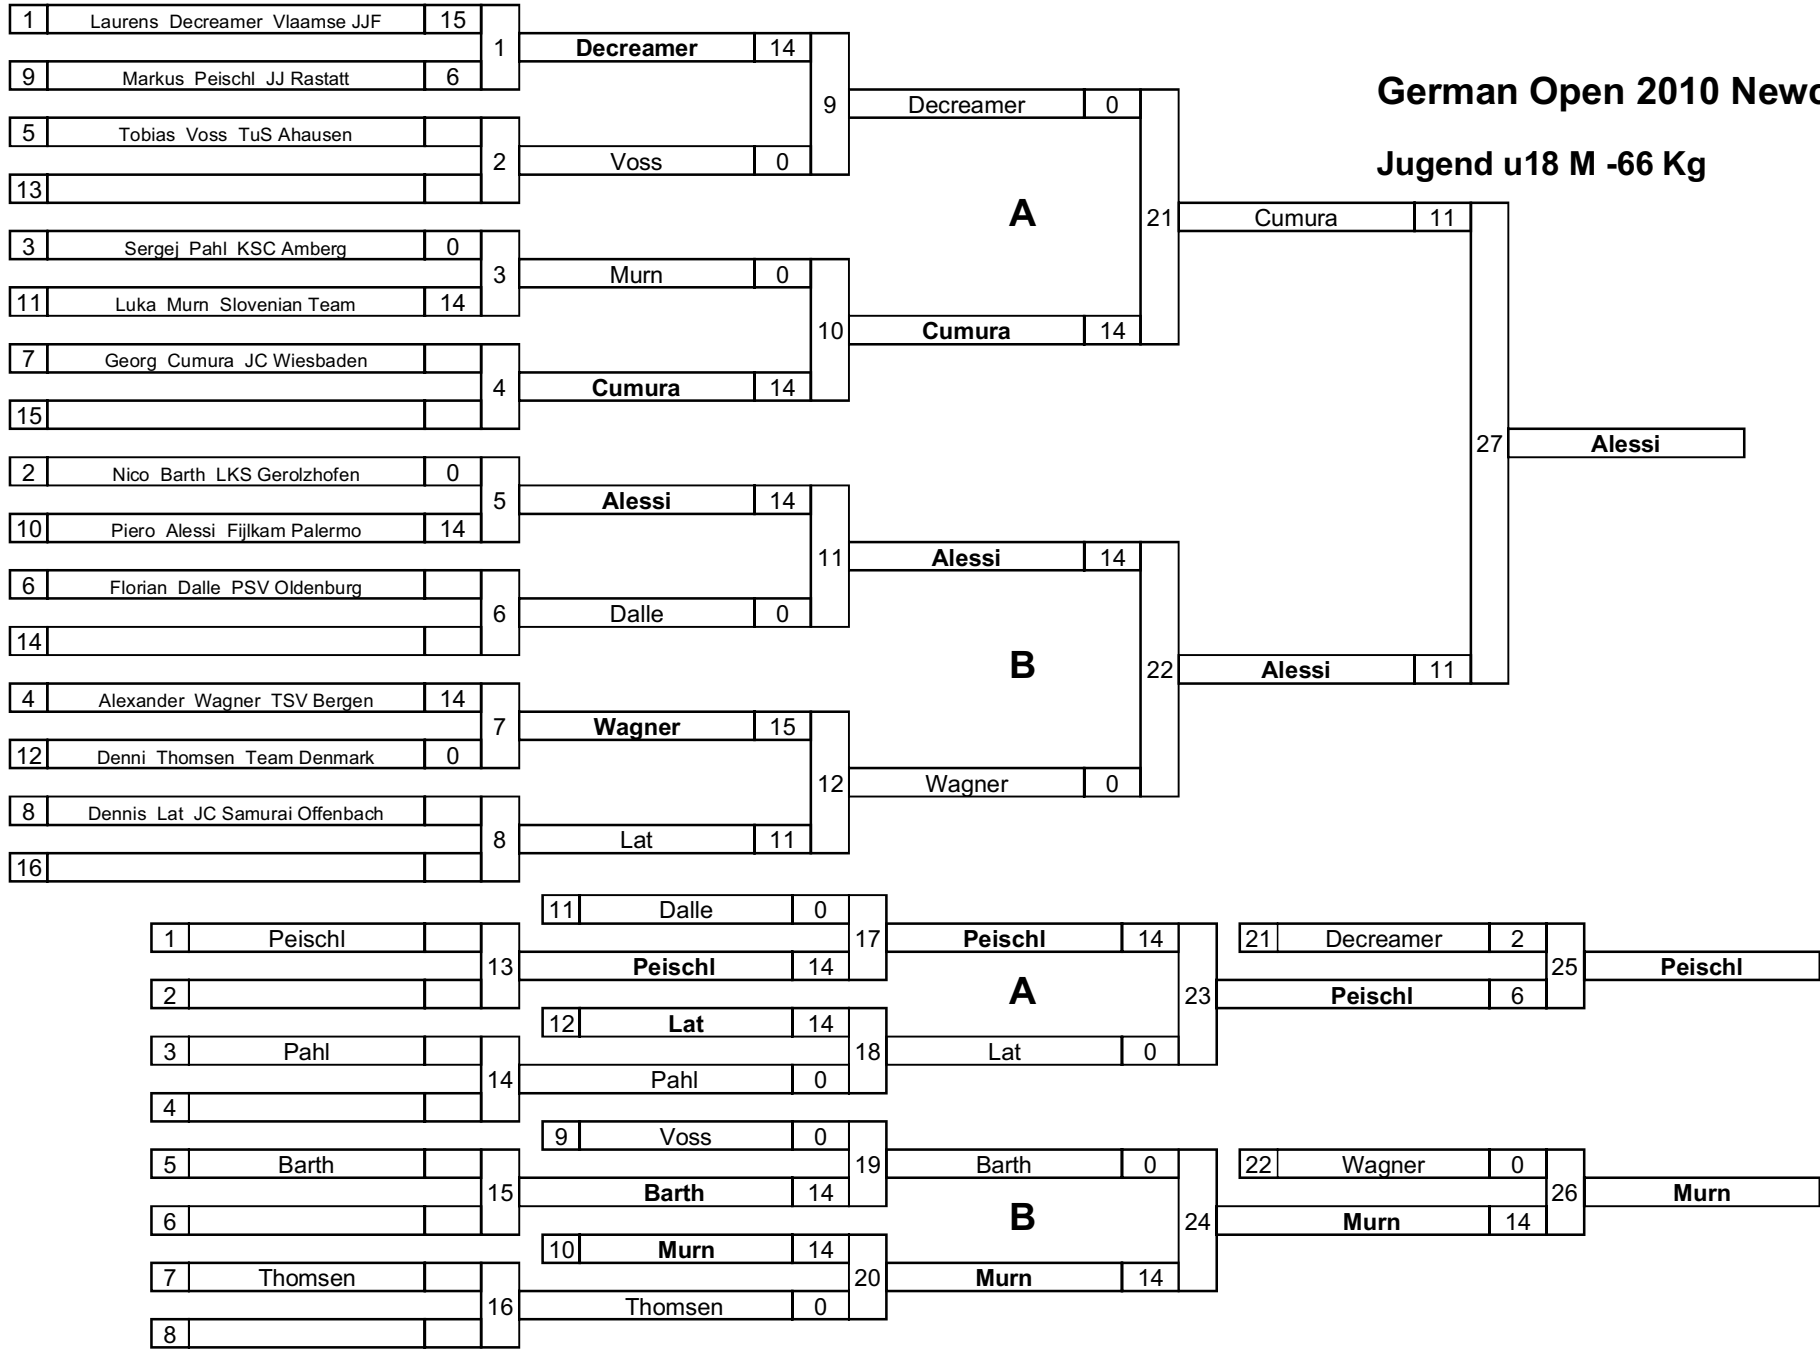 German Open 2010 Newc
Jugend u18 M -66 Kg
1 Laurens Decreamer Vlaamse JJF 15
9 Markus Peischl JJ Rastatt 6
1
5 Tobias Voss TuS Ahausen
13
2
3 Sergej Pahl KSC Amberg 0
11 Luka Murn Slovenian Team 14
3
7 Georg Cumura JC Wiesbaden
15
4
2 Nico Barth LKS Gerolzhofen 0
10 Piero Alessi Fijlkam Palermo 14
5
6 Florian Dalle PSV Oldenburg
14
6
4 Alexander Wagner TSV Bergen 14
12 Denni Thomsen Team Denmark 0
7
8 Dennis Lat JC Samurai Offenbach
16
8
Decreamer 14
Voss 0
9
Murn 0
Cumura 14
10
Alessi 14
Dalle 0
11
Wagner 15
Lat 11
12
Decreamer 0
A
Cumura 14
21
Alessi 14
B
Wagner 0
22
Cumura 11
Alessi 11
27
Alessi
1 Peischl
2
13
3 Pahl
4
14
5 Barth
6
15
7 Thomsen
8
16
11 Dalle 0
Peischl 14
17
12 Lat 14
Pahl 0
18
9 Voss 0
Barth 14
19
10 Murn 14
Thomsen 0
20
Peischl 14
A
Lat 0
23
Barth 0
B
Murn 14
24
21 Decreamer 2
Peischl 6
25
Peischl
22 Wagner 0
Murn 14
26
Murn